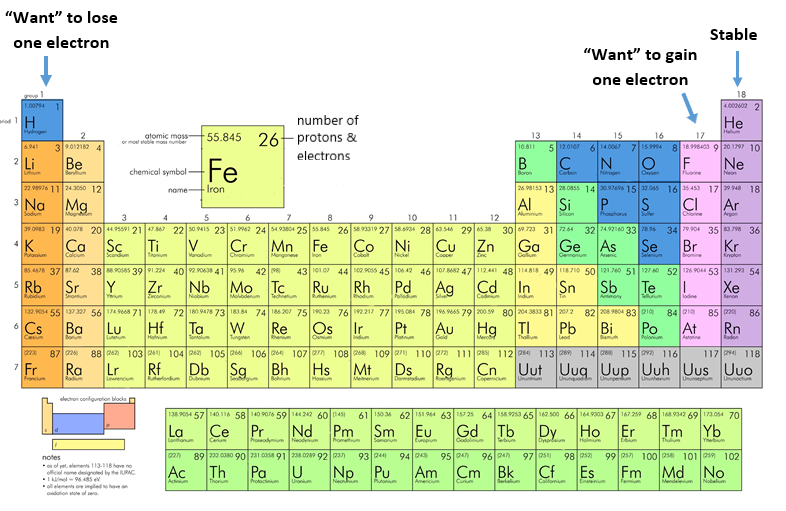 "Want" to lose
one electron
"Want" to gain
one electron
Stable
group 1
18
1.00794 1
H
Hydrogen
4.002602 2
He
Helium
atomic mass
or most stable mass number
chemical symbol
name
55.845 26
Fe
Iron
number of
protons &
electrons
2 13 14 15 16 17
2
6.941 3 9.012182 4 10.811 5 12.0107 6 14.0067 7 15.9994 8 18.998403 9 20.1797 10
Li Be B C N O F Ne
Lithium Beryllium Boron Carbon Nitrogen Oxygen Fluorine Neon
3
22.98976 11 24.3050 12 26.98153 13 28.0855 14 30.97696 15 32.065 16 35.453 17 39.948 18
Na Mg Al Si P S Cl Ar
Sodium Magnesium Aluminium Silicon Phosphorus Sulfur Chlorine Argon
3 4 5 6 7 8 9 10 11 12
4
39.0983 19 40.078 20 44.95591 21 47.867 22 50.9415 23 51.9962 24 54.93804 25 55.845 26 58.93319 27 58.6934 28 63.546 29 65.38 30 69.723 31 72.64 32 74.92160 33 78.96 34 79.904 35 83.798 36
K Ca Sc Ti V Cr Mn Fe Co Ni Cu Zn Ga Ge As Se Br Kr
Potassium Calcium Scandium Titanium Vanadium Chromium Manganese Iron Cobalt Nickel Copper Zinc Gallium Germanium Arsenic Selenium Bromine Krypton
5
85.4678 37 87.62 38 88.90585 39 91.224 40 92.90638 41 95.96 42 (98) 43 101.07 44 102.9055 45 106.42 46 107.8682 47 112.441 48 114.818 49 118.710 50 121.760 51 127.60 52 126.9044 53 131.293 54
Rb Sr Y Zr Nb Mo Tc Ru Rh Pd Ag Cd In Sn Sb Te I Xe
Rubidium Strontium Yttrium Zirconium Niobium Molybdenum Technetium Ruthenium Rhodium Palladium Silver Cadmium Indium Tin Antimony Tellurium Iodine Xenon
6
132.9054 55 137.327 56 174.9668 71 178.49 72 180.9478 73 183.84 74 186.207 75 190.23 76 192.217 77 195.084 78 196.9665 79 200.59 80 204.3833 81 207.2 82 208.9804 83 (210) 84 (210) 85 (220) 86
Cs Ba Lu Hf Ta W Re Os Ir Pt Au Hg Tl Pb Bi Po At Rn
Caesium Barium Lutetium Hafnium Tantalum Tungsten Rhenium Osmium Iridium Platinum Gold Mercury Thallium Lead Bismuth Polonium Astatine Radon
7
(223) 87 (226) 88 (262) 103 (261) 104 (262) 105 (266) 106 (264) 107 (277) 108 (268) 109 (271) 110 (272) 111 (285) 112 (284) 113 (289) 114 (288) 115 (292) 116 117 (294) 118
Fr Ra Lr Rf Db Sg Bh Hs Mt Ds Rg Cn Uut Uuq Uup Uuh Uus Uuo
Francium Radium Lawrencium Rutherfordium Dubnium Seaborgium Bohrium Hassium Meitnerium Darmstadtium Roentgenium Copernicium Ununtrium Ununquadium Ununpentium Ununhexium Ununseptium Ununoctium
electron configuration blocks
s d p
f
notes
• as of yet, elements 113-118 have no
official name designated by the IUPAC.
• 1 kJ/mol ≈ 96.485 eV.
• all elements are implied to have an
oxidation state of zero.
138.9054 57 140.116 58 140.9076 59 144.242 60 (145) 61 150.36 62 151.964 63 157.25 64 158.9253 65 162.500 66 164.9303 67 167.259 68 168.9342 69 173.054 70
La Ce Pr Nd Pm Sm Eu Gd Tb Dy Ho Er Tm Yb
Lanthanum Cerium Praseodymium Neodymium Promethium Samarium Europium Gadolinium Terbium Dysprosium Holmium Erbium Thulium Ytterbium
(227) 89 232.0380 90 231.0358 91 238.0289 92 (237) 93 (244) 94 (243) 95 (247) 96 (247) 97 (251) 98 (252) 99 (257) 100 (258) 101 (259) 102
Ac Th Pa U Np Pu Am Cm Bk Cf Es Fm Md No
Actinium Thorium Protactinium Uranium Neptunium Plutonium Americium Curium Berkelium Californium Einsteinium Fermium Mendelevium Nobelium